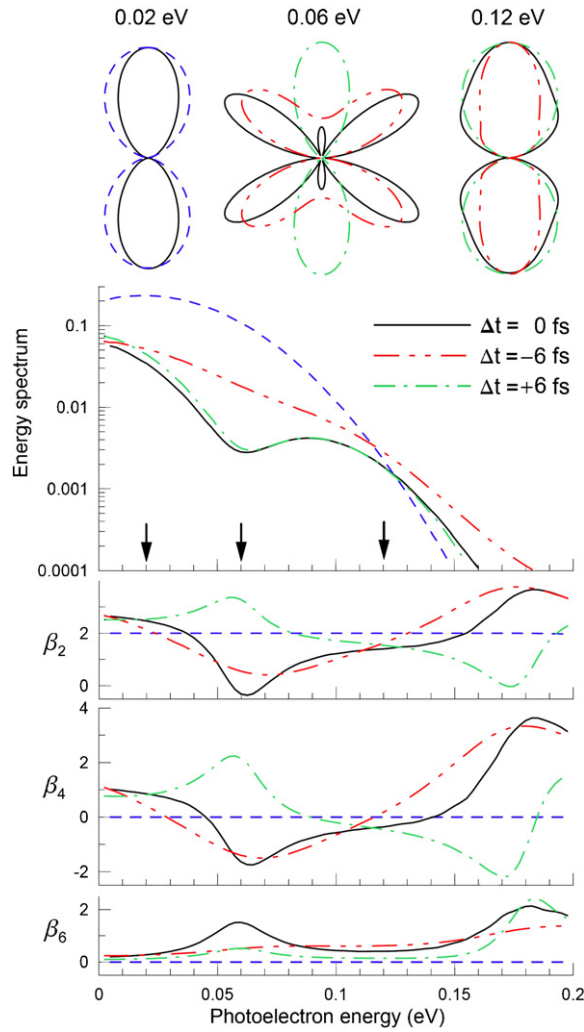 0.02 eV 0.06 eV 0.12 eV
Energy spectrum
0.1
0.01
0.001
0.0001
Δt = 0 fs
Δt=−6 fs
Δt=+6 fs
β2
2
0
β4
4
2
0
-2
β6
2
0
0 0.05 0.1 0.15 0.2
Photoelectron energy (eV)